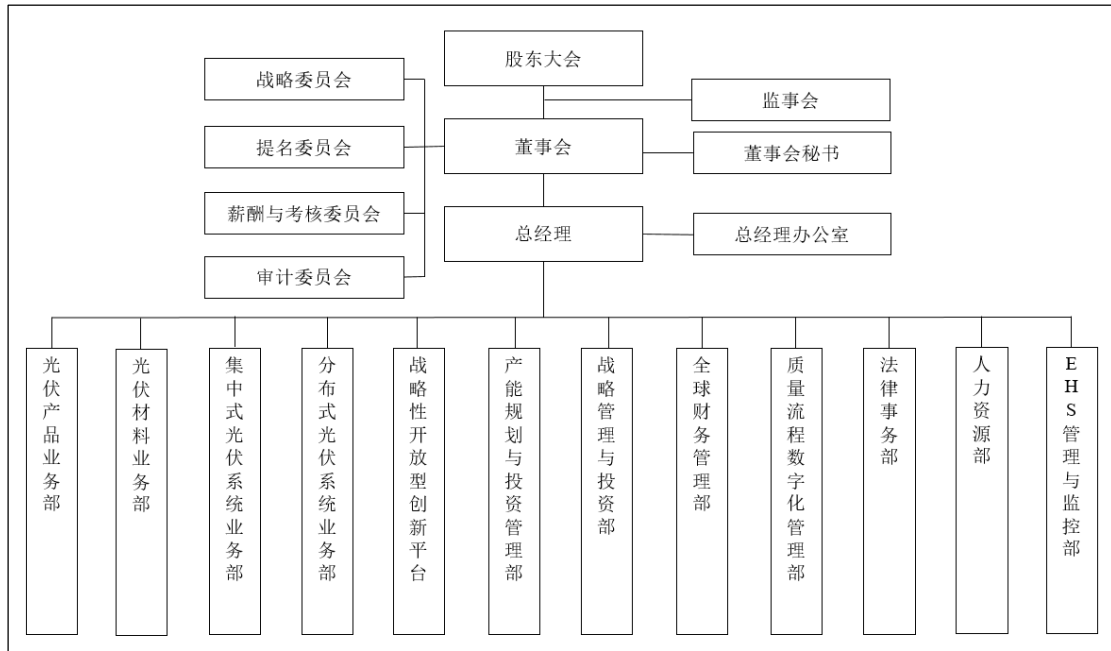 股东大会
战略委员会
监事会
提名委员会
董事会
董事会秘书
薪酬与考核委员会
总经理
总经理办公室
审计委员会
光伏产品业务部
光伏材料业务部
集中式光伏系统业务部
分布式光伏系统业务部
战略性开放型创新平台
产能规划与投资管理部
战略管理与投资部
全球财务管理部
质量流程数字化管理部
法律事务部
人力资源部
EHS管理与监控部